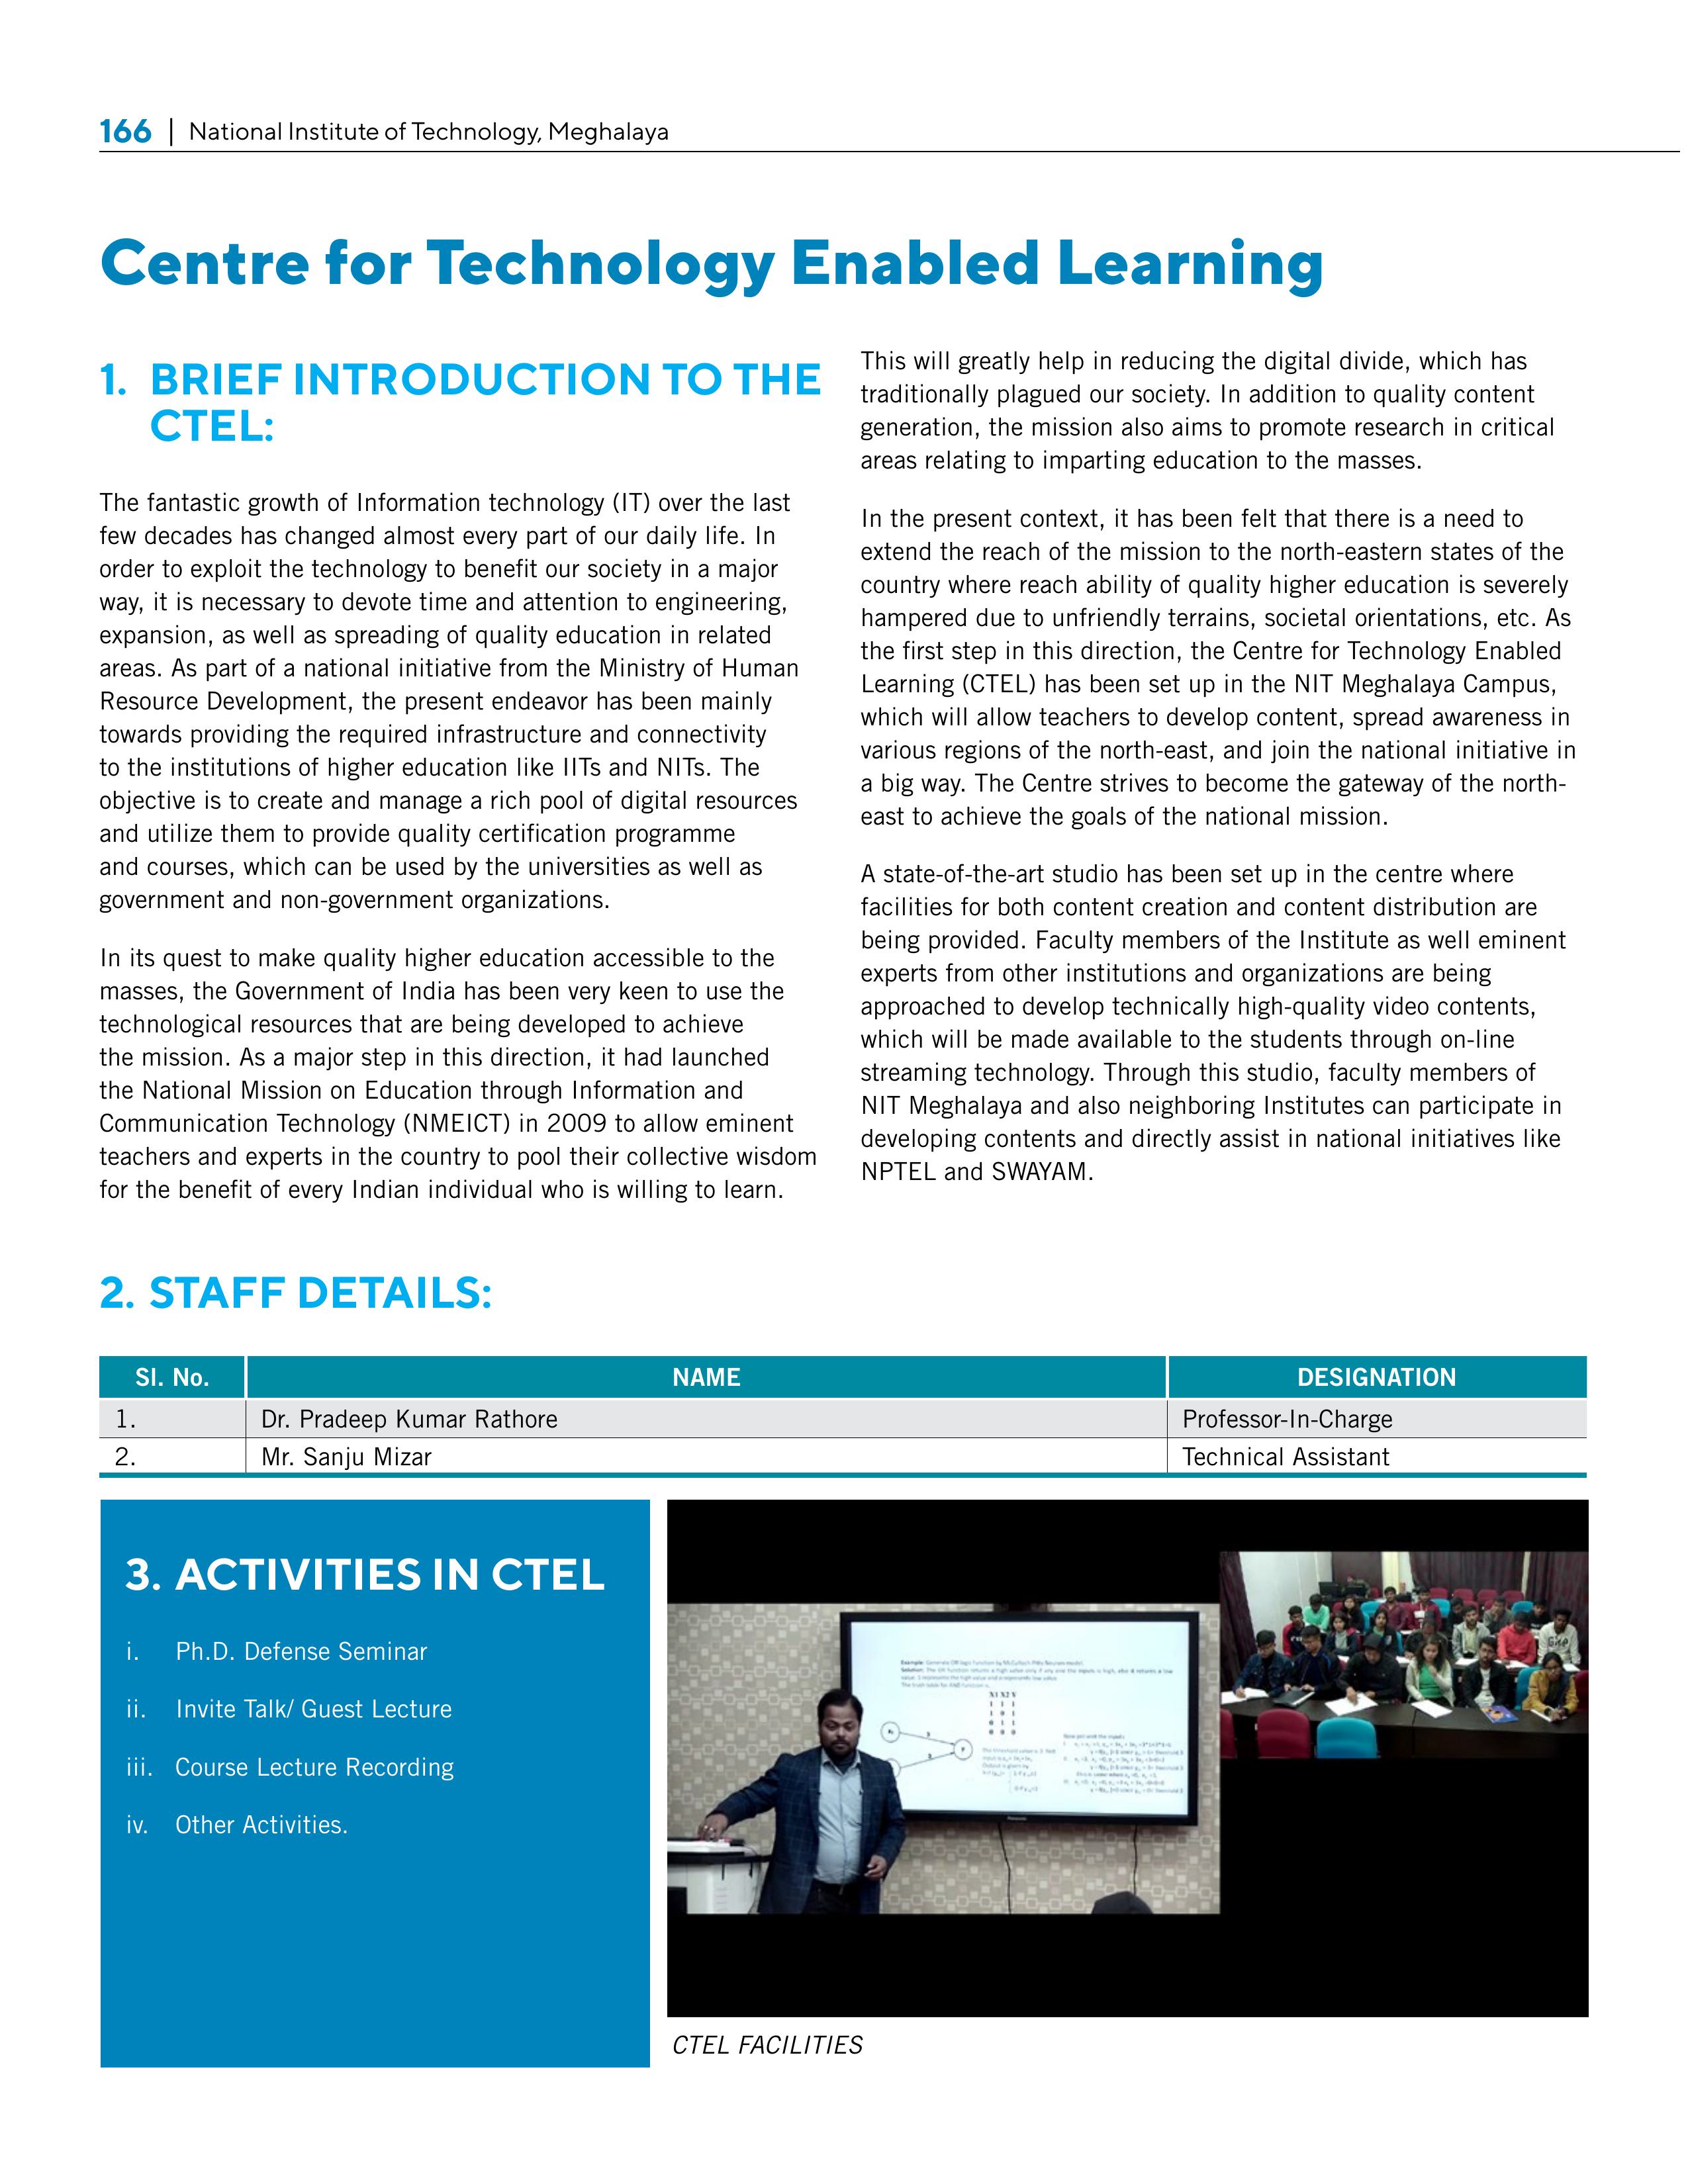 166 | National Institute of Technology, Meghalaya
Centre for Technology Enabled Learning
1. BRIEF INTRODUCTION TO THE
CTEL:
The fantastic growth of Information technology (IT) over the last
few decades has changed almost every part of our daily life. In
order to exploit the technology to benefit our society in a major
way, it is necessary to devote time and attention to engineering,
expansion, as well as spreading of quality education in related
areas. As part of a national initiative from the Ministry of Human
Resource Development, the present endeavor has been mainly
towards providing the required infrastructure and connectivity
to the institutions of higher education like IITs and NITs. The
objective is to create and manage a rich pool of digital resources
and utilize them to provide quality certification programme
and courses, which can be used by the universities as well as
government and non-government organizations.
In its quest to make quality higher education accessible to the
masses, the Government of India has been very keen to use the
technological resources that are being developed to achieve
the mission. As a major step in this direction, it had launched
the National Mission on Education through Information and
Communication Technology (NMEICT) in 2009 to allow eminent
teachers and experts in the country to pool their collective wisdom
for the benefit of every Indian individual who is willing to learn.
This will greatly help in reducing the digital divide, which has
traditionally plagued our society. In addition to quality content
generation, the mission also aims to promote research in critical
areas relating to imparting education to the masses.
In the present context, it has been felt that there is a need to
extend the reach of the mission to the north-eastern states of the
country where reach ability of quality higher education is severely
hampered due to unfriendly terrains, societal orientations, etc. As
the first step in this direction, the Centre for Technology Enabled
Learning (CTEL) has been set up in the NIT Meghalaya Campus,
which will allow teachers to develop content, spread awareness in
various regions of the north-east, and join the national initiative in
a big way. The Centre strives to become the gateway of the north-
east to achieve the goals of the national mission.
A state-of-the-art studio has been set up in the centre where
facilities for both content creation and content distribution are
being provided. Faculty members of the Institute as well eminent
experts from other institutions and organizations are being
approached to develop technically high-quality video contents,
which will be made available to the students through on-line
streaming technology. Through this studio, faculty members of
NIT Meghalaya and also neighboring Institutes can participate in
developing contents and directly assist in national initiatives like
NPTEL and SWAYAM.
2. STAFF DETAILS:
Sl. No. NAME DESIGNATION
1. Dr. Pradeep Kumar Rathore Professor-In-Charge
2. Mr. Sanju Mizar Technical Assistant
3. ACTIVITIES IN CTEL
i. Ph.D. Defense Seminar
ii. Invite Talk/ Guest Lecture
iii. Course Lecture Recording
iv. Other Activities.
X1 X2 Y
1 1 1
1 0 1
0 1 1
0 0 0
CTEL FACILITIES